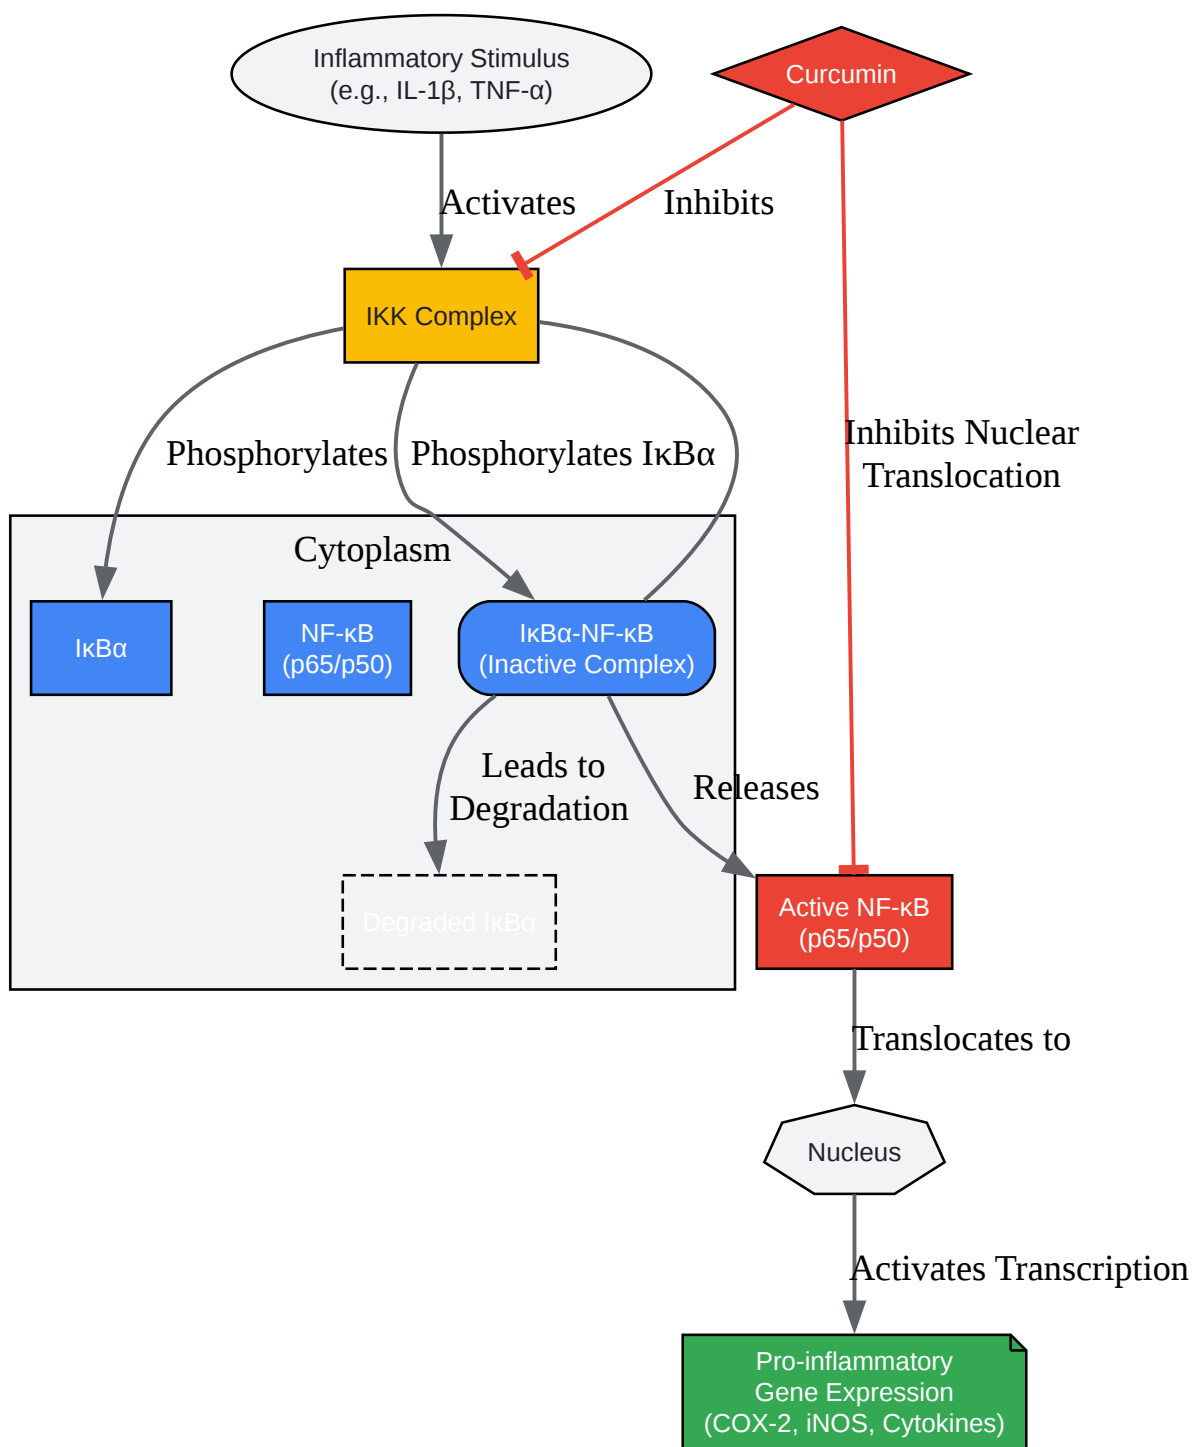 Inflammatory Stimulus
(e.g., IL-1β, TNF-α)
Curcumin
Activates
Inhibits
IKK Complex
Phosphorylates
Phosphorylates IκBα
Inhibits Nuclear
Translocation
Cytoplasm
IκBα
NF-κB
(p65/p50)
IκBα-NF-κB
(Inactive Complex)
Leads to
Degradation
Releases
Degraded IκBα
Active NF-κB
(p65/p50)
Translocates to
Nucleus
Activates Transcription
Pro-inflammatory
Gene Expression
(COX-2, iNOS, Cytokines)